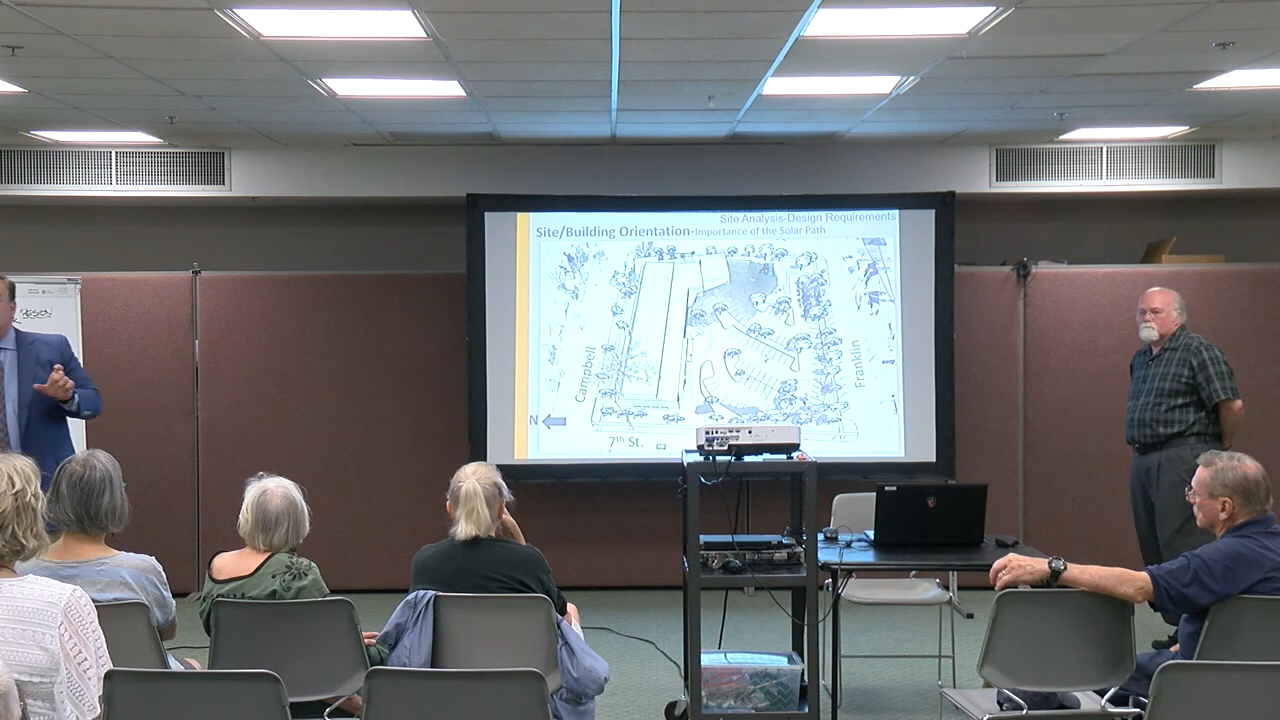 Site Analysis-Design Requirements
Site/Building Orientation-Importance of the Solar Path
Campbell
Franklin
N
7th St.